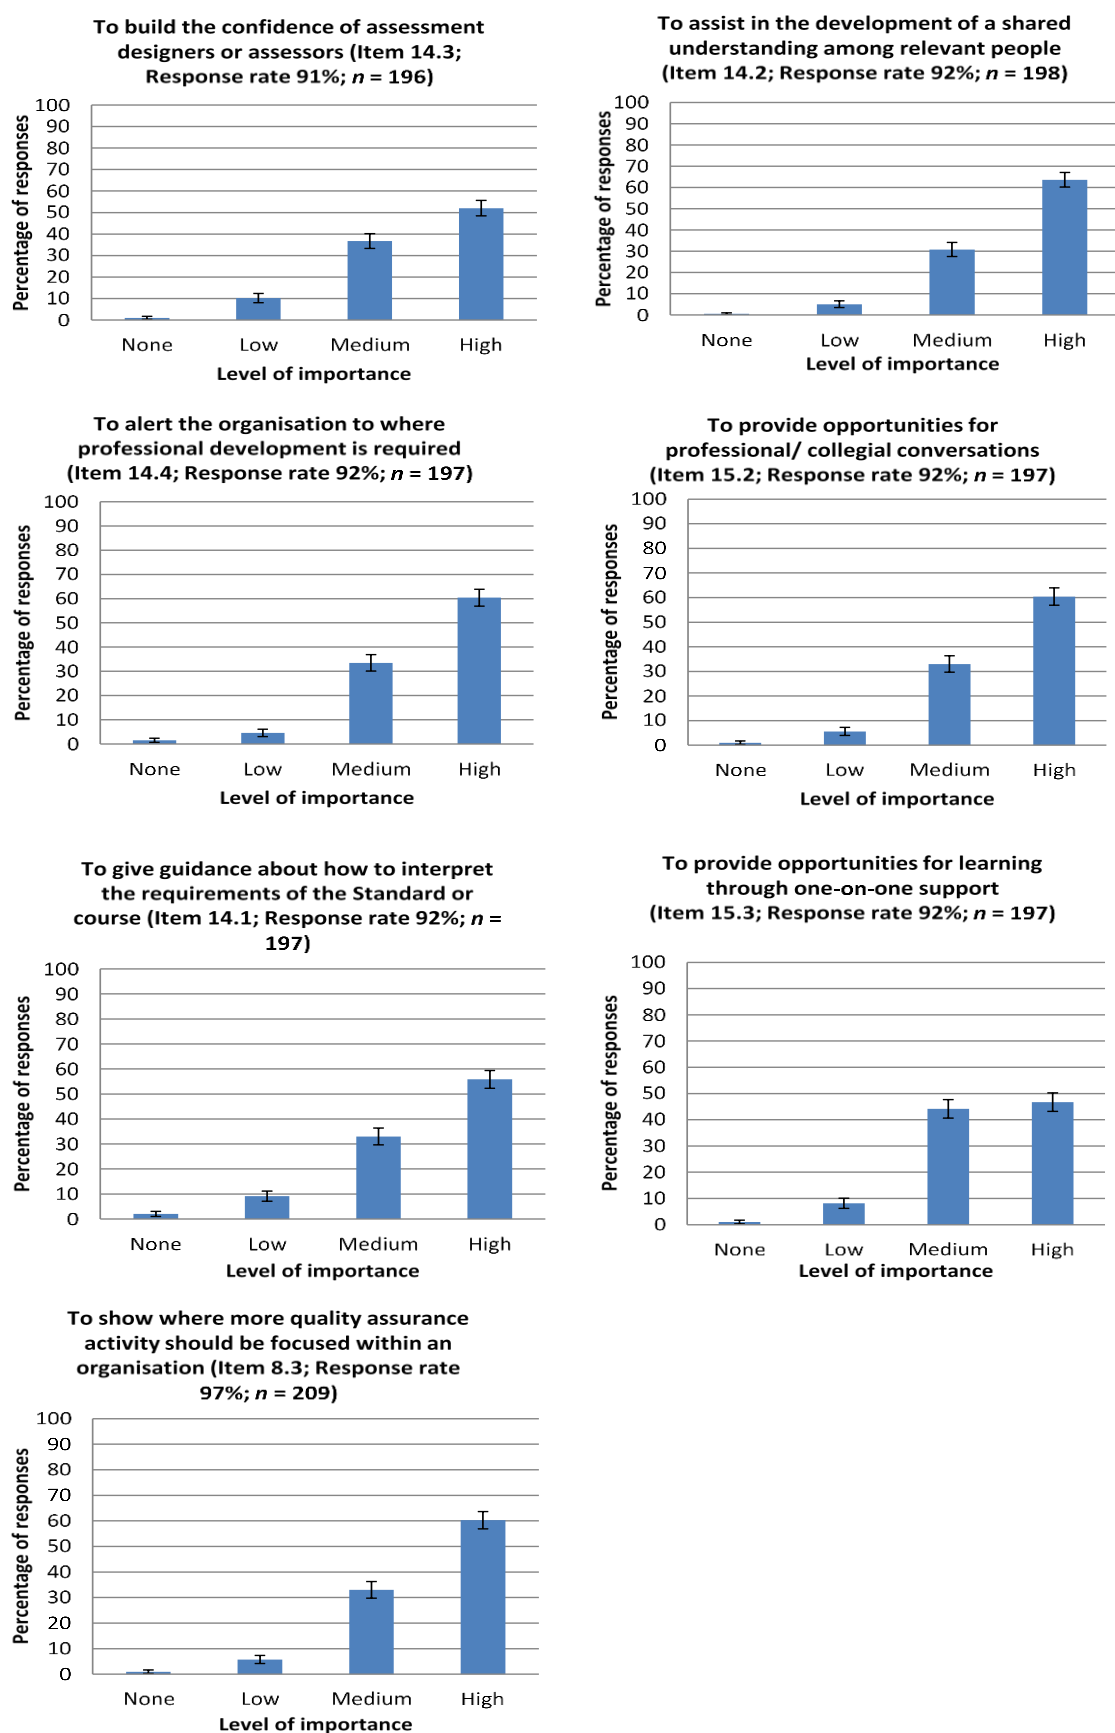 To build the confidence of assessment
designers or assessors (Item 14.3;
Response rate 91%; n = 196)
Percentage of responses
100
90
80
70
60
50
40
30
20
10
0
None Low Medium High
Level of importance
To assist in the development of a shared
understanding among relevant people
(Item 14.2; Response rate 92%; n = 198)
Percentage of responses
100
90
80
70
60
50
40
30
20
10
0
None Low Medium High
Level of importance
To alert the organisation to where
professional development is required
(Item 14.4; Response rate 92%; n = 197)
Percentage of responses
100
90
80
70
60
50
40
30
20
10
0
None Low Medium High
Level of importance
To provide opportunities for
professional/ collegial conversations
(Item 15.2; Response rate 92%; n = 197)
Percentage of responses
100
90
80
70
60
50
40
30
20
10
0
None Low Medium High
Level of importance
To give guidance about how to interpret
the requirements of the Standard or
course (Item 14.1; Response rate 92%; n =
197)
Percentage of responses
100
90
80
70
60
50
40
30
20
10
0
None Low Medium High
Level of importance
To provide opportunities for learning
through one-on-one support
(Item 15.3; Response rate 92%; n = 197)
Percentage of responses
100
90
80
70
60
50
40
30
20
10
0
None Low Medium High
Level of importance
To show where more quality assurance
activity should be focused within an
organisation (Item 8.3; Response rate
97%; n = 209)
Percentage of responses
100
90
80
70
60
50
40
30
20
10
0
None Low Medium High
Level of importance